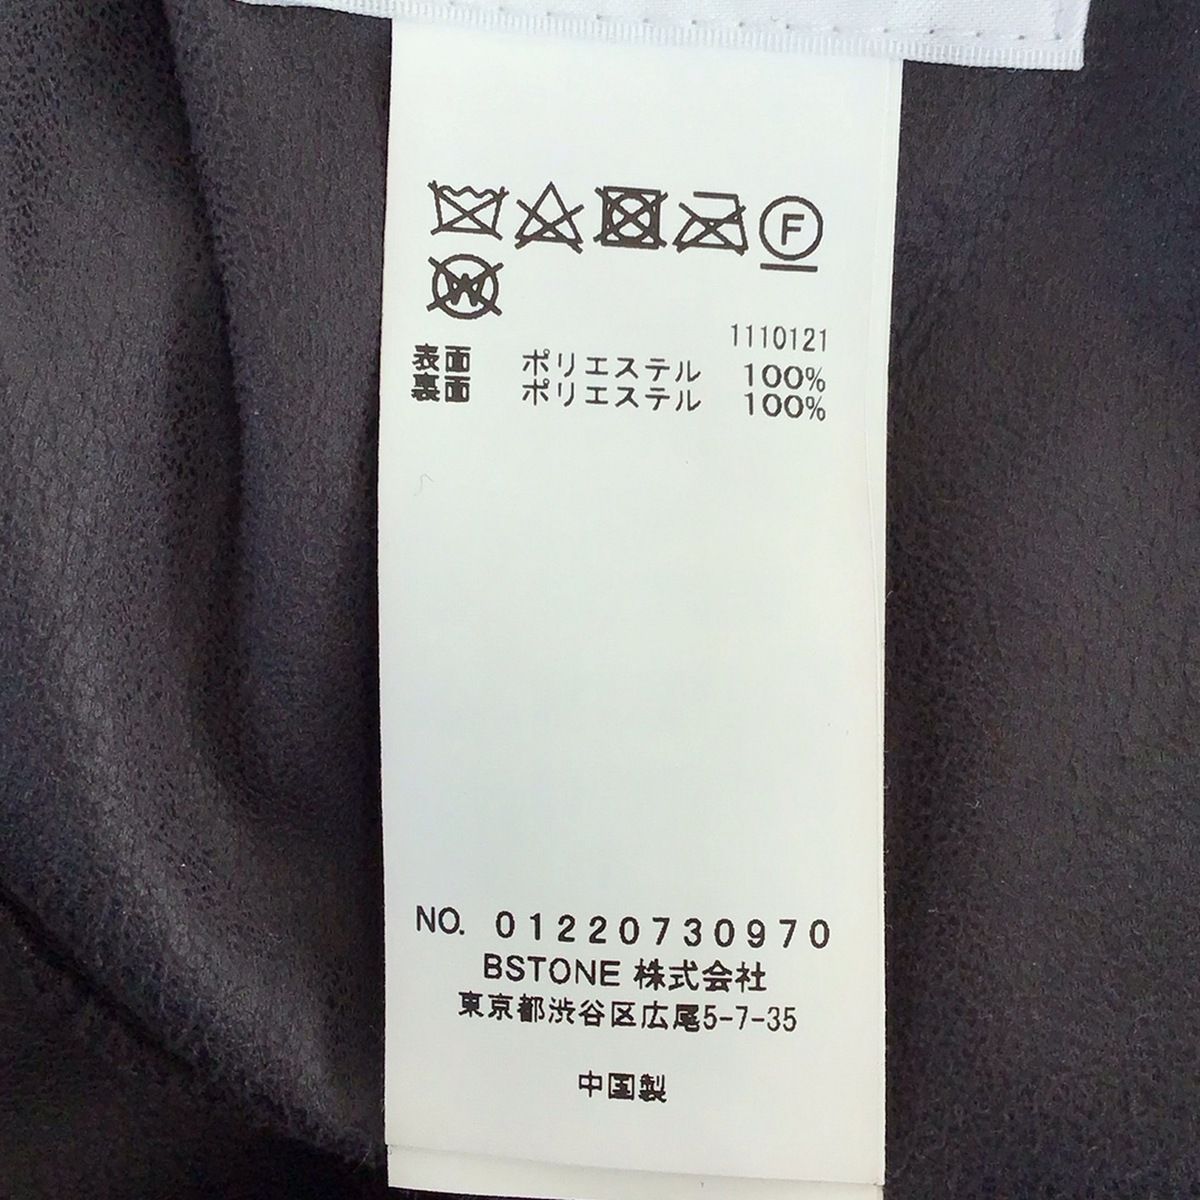 F
W
1110121
表面 ポリエステル 100%
裏面 ポリエステル 100%
NO. 01220730970
BSTONE 株式会社
東京都渋谷区広尾5-7-35
中国製